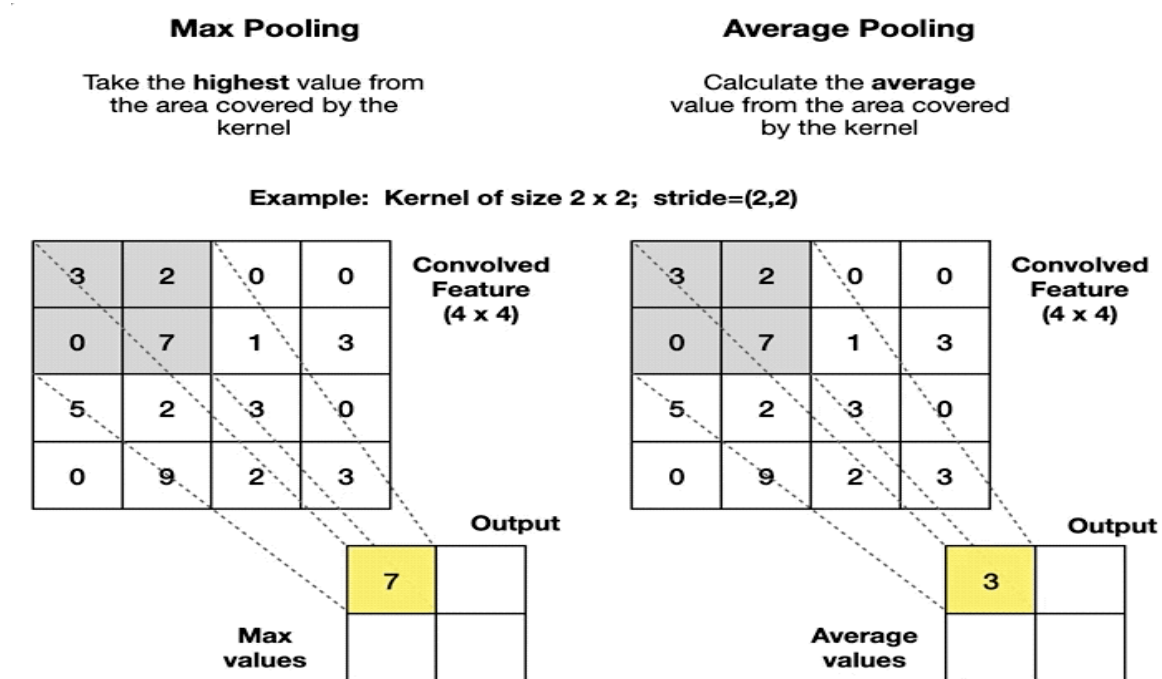 Max Pooling
Take the highest value from
the area covered by the
kernel
Average Pooling
Calculate the average
value from the area covered
by the kernel
Example: Kernel of size 2 x 2; stride=(2,2)
3 2 0 0
0 7 1 3
5 2 3 0
0 9 2 3
Convolved
Feature
(4 x 4)
Output
7
Max
values
3 2 0 0
0 7 1 3
5 2 3 0
0 9 2 3
Convolved
Feature
(4 x 4)
Output
3
Average
values